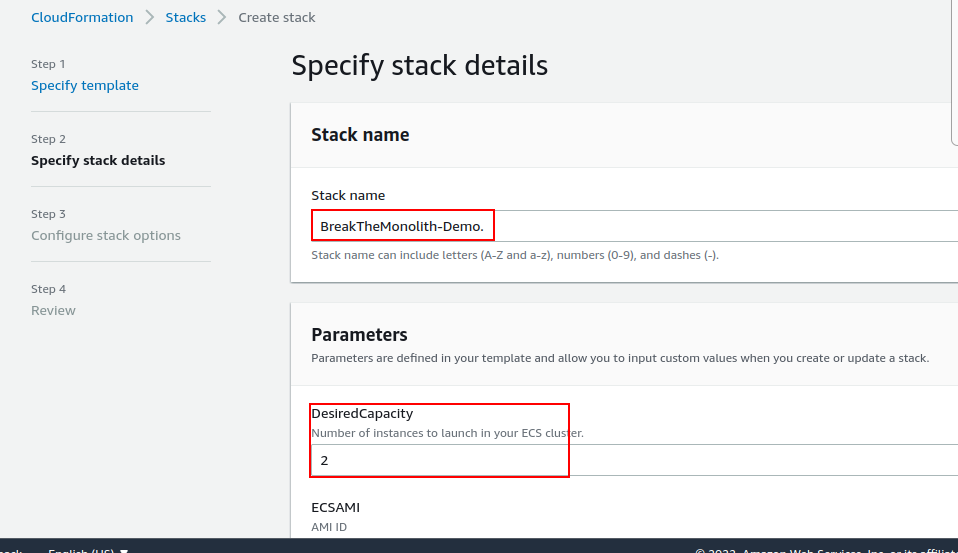 CloudFormation > Stacks > Create stack
Step 1
Specify template
Step 2
Specify stack details
Step 3
Configure stack options
Step 4
Review
Specify stack details
Stack name
Stack name
BreakTheMonolith-Demo.
Stack name can include letters (A-Z and a-z), numbers (0-9), and dashes (-).
Parameters
Parameters are defined in your template and allow you to input custom values when you create or update a stack.
DesiredCapacity
Number of instances to launch in your ECS cluster.
2
ECSAMI
AMI ID
English (US) ▼
© 2022, Amazon Web Services, Inc. or its